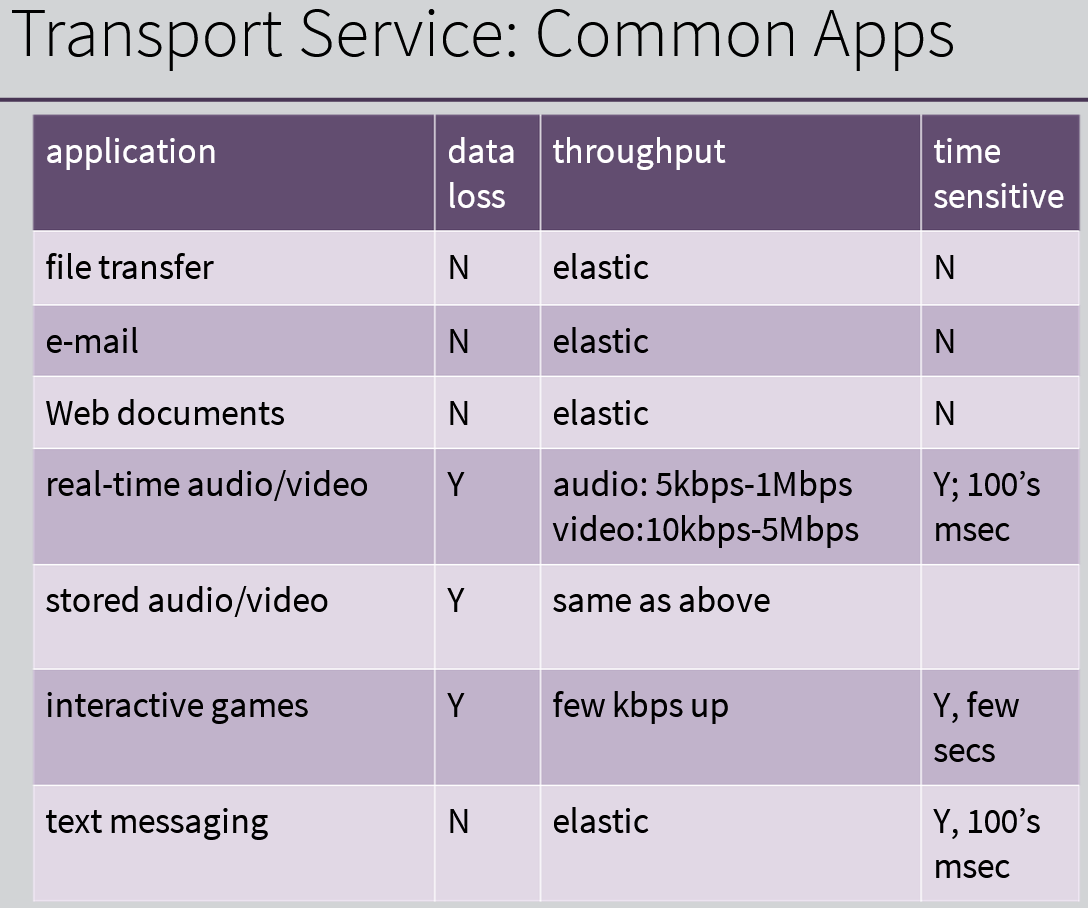 Transport Service: Common Apps
application
data
loss
throughput
time
sensitive
file transfer
N
elastic
N
e-mail
N
elastic
N
Web documents
N
elastic
N
real-time audio/video
Y
audio: 5kbps-1Mbps
video:10kbps-5Mbps
Y; 100’s
msec
stored audio/video
Y
same as above
interactive games
Y
few kbps up
Y, few
secs
text messaging
N
elastic
Y, 100’s
msec